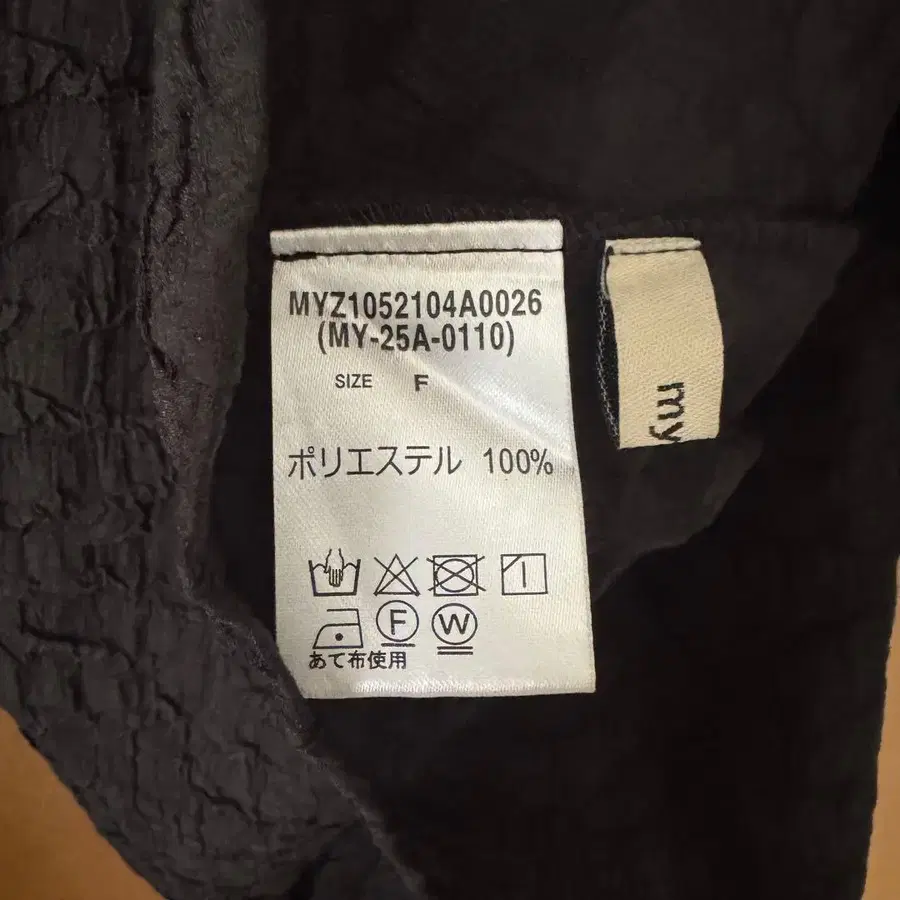 MYZ1052104A0026
(MY-25A-0110)
SIZE F
ポリエステル 100%
F W
あて布使用
my